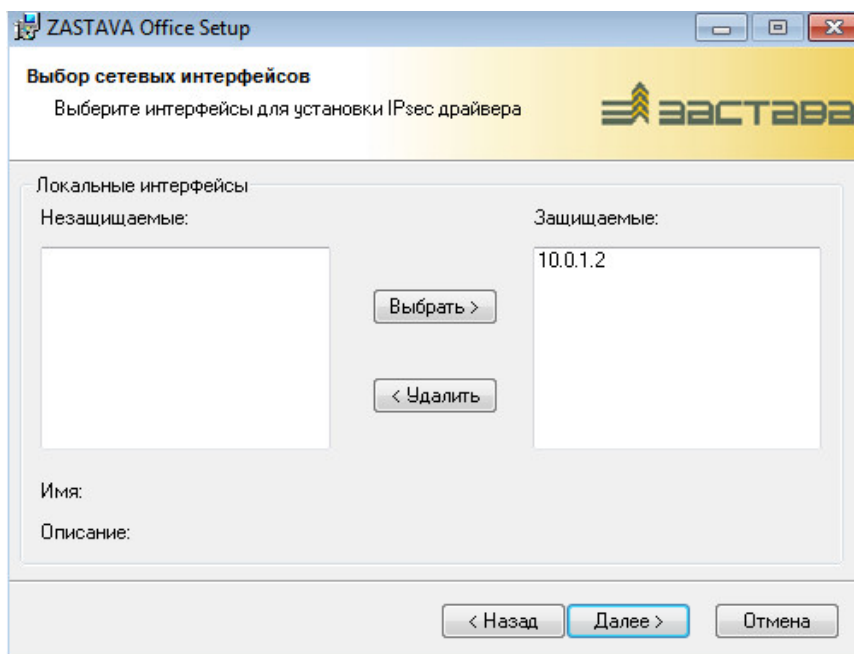 ZASTAVA Office Setup
Выбор сетевых интерфейсов
Выберите интерфейсы для установки IPsec драйвера
ЗАСТАВА
Локальные интерфейсы
Незащищаемые:
Защищаемые:
10.0.1.2
Выбрать >
< Удалить
Имя:
Описание:
< Назад
Далее >
Отмена